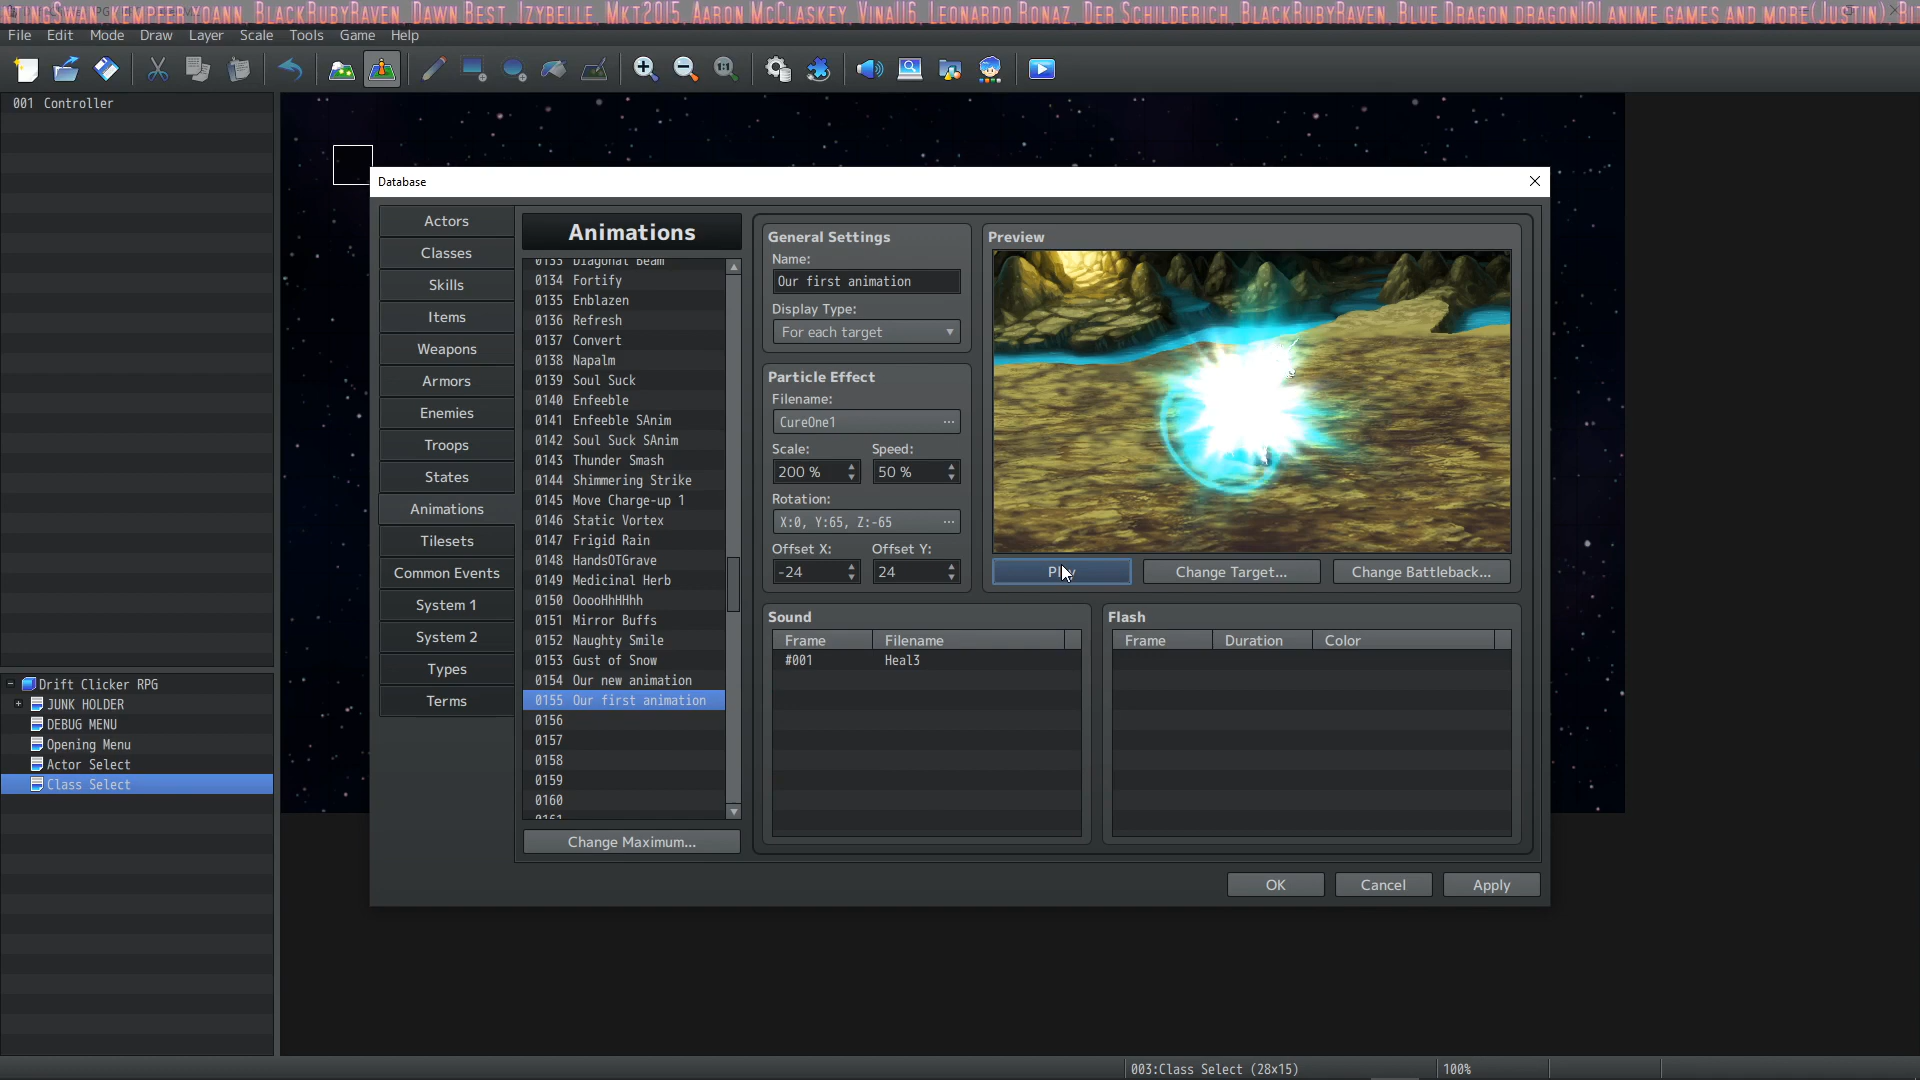 BlackRubyRaven, Dawn Best, Izybelle, Mkt2015, Aaron McClaskey, Vina116, Leonardo Bonaz, Der Schilderich, BlackRubyRaven, Blue Dragon dragon101 anime games and more(Justin)
File Edit Mode Draw Layer Scale Tools Game Help
001 Controller
Database
Actors
Classes
Skills
Items
Weapons
Armors
Enemies
Troops
States
Animations
Tilesets
Common Events
System 1
System 2
Types
Terms
Animations
0133 Diagonal Beam
0134 Fortify
0135 Enblazen
0136 Refresh
0137 Convert
0138 Napalm
0139 Soul Suck
0140 Enfeeble
0141 Enfeeble SAnim
0142 Soul Suck SAnim
0143 Thunder Smash
0144 Shimmering Strike
0145 Move Charge-up 1
0146 Static Vortex
0147 Frigid Rain
0148 HandsOTGrave
0149 Medicinal Herb
0150 OoooHhHHhh
0151 Mirror Buffs
0152 Naughty Smile
0153 Gust of Snow
0154 Our new animation
0155 Our first animation
0156
0157
0158
0159
0160
0161
Change Maximum...
General Settings
Name:
Our first animation
Display Type:
For each target
Particle Effect
Filename:
CureOne1 ...
Scale: Speed:
200 % 50 %
Rotation:
X:0, Y:65, Z:-65 ...
Offset X: Offset Y:
-24 24
Preview
Change Target... Change Battleback...
Sound
Frame Filename
#001 Heal3
Flash
Frame Duration Color
OK Cancel Apply
Drift Clicker RPG
JUNK HOLDER
DEBUG MENU
Opening Menu
Actor Select
Class Select
003:Class Select (28x15) 100%